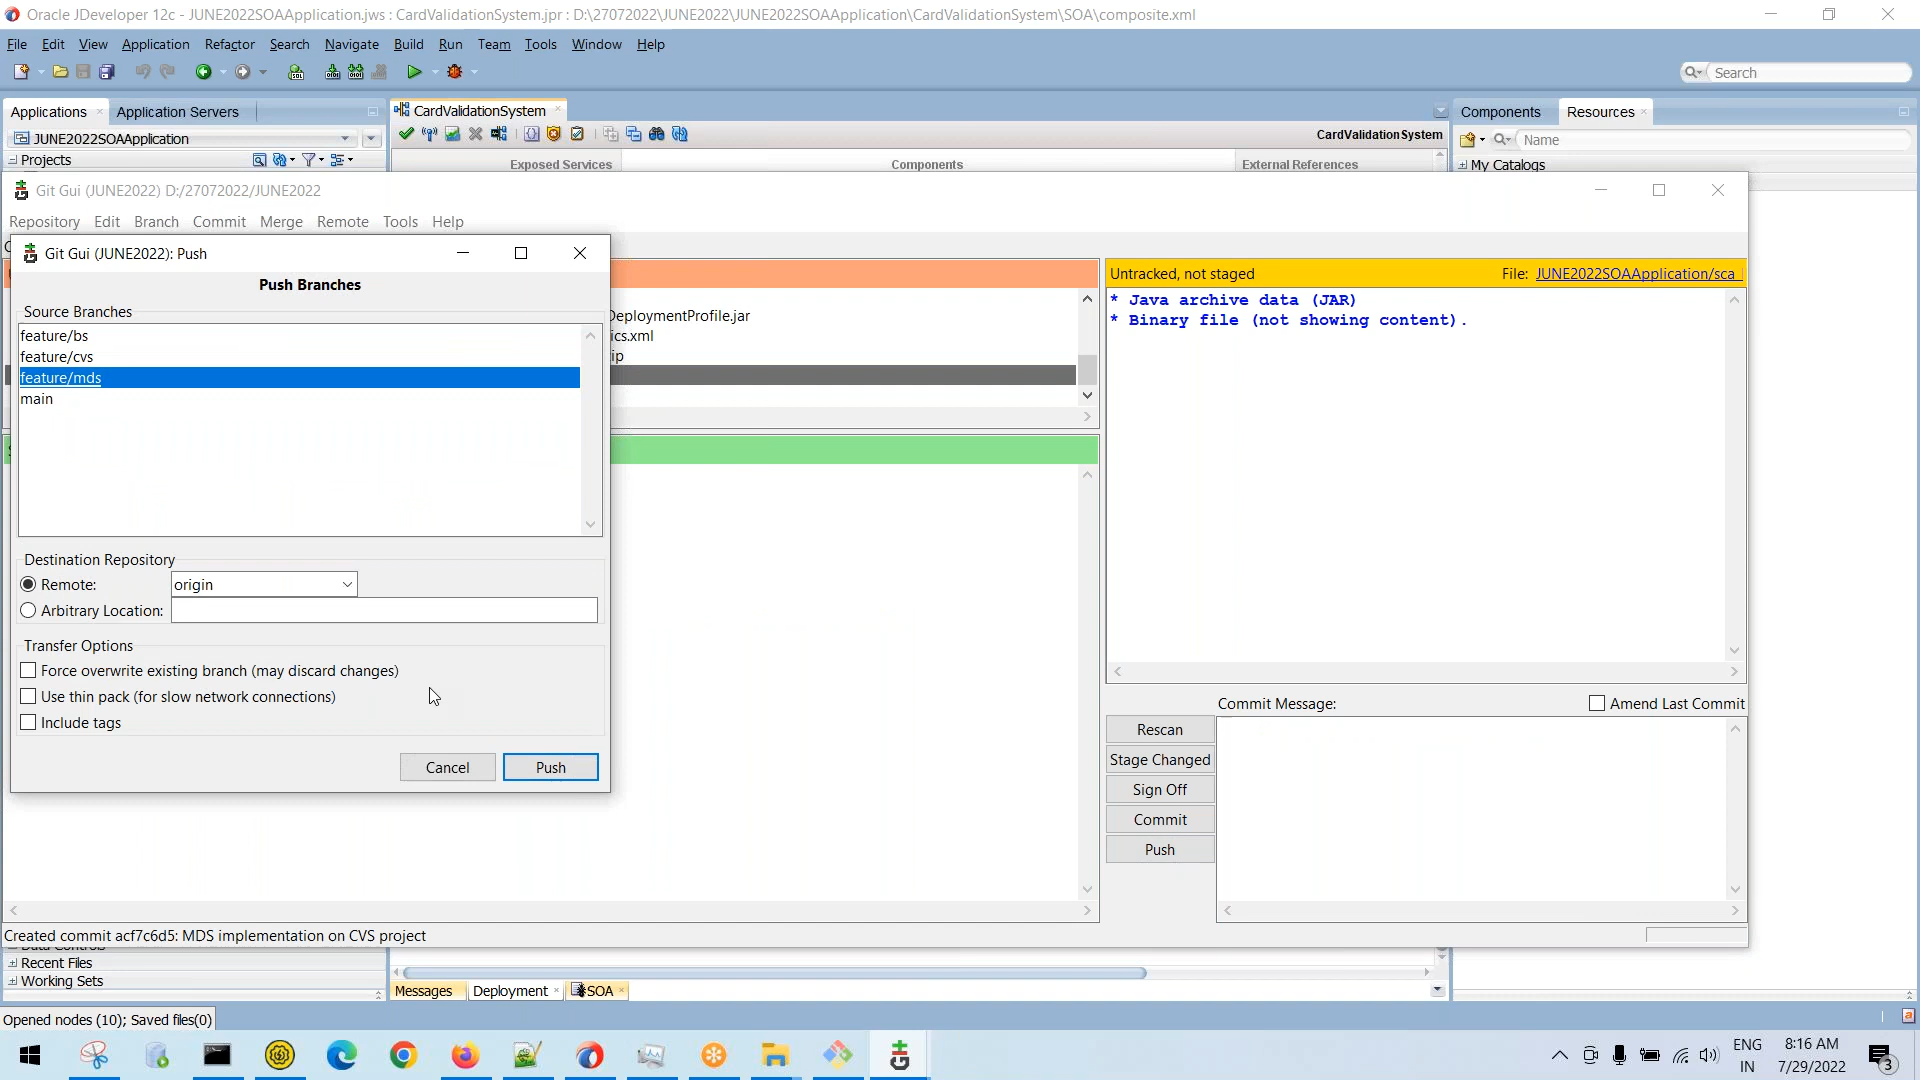 Oracle JDeveloper 12c - JUNE2022SOAApplication.jws : CardValidationSystem.jpr : D:\27072022\JUNE2022\JUNE2022SOAApplication\CardValidationSystem\SOA\composite.xml
File Edit View Application Refactor Search Navigate Build Run Team Tools Window Help
Search
Applications Application Servers
CardValidationSystem
Components Resources
JUNE2022SOAApplication
CardValidationSystem
Name
Projects
Exposed Services Components External References
My Catalogs
Git Gui (JUNE2022) D:/27072022/JUNE2022
Repository Edit Branch Commit Merge Remote Tools Help
Git Gui (JUNE2022): Push
Push Branches
Source Branches
feature/bs
feature/cvs
feature/mds
main
Destination Repository
Remote: origin
Arbitrary Location:
Transfer Options
Force overwrite existing branch (may discard changes)
Use thin pack (for slow network connections)
Include tags
Cancel Push
DeploymentProfile.jar
ics.xml
ip
Untracked, not staged File: JUNE2022SOAApplication/sca_
* Java archive data (JAR)
* Binary file (not showing content).
Commit Message: Amend Last Commit
Rescan
Stage Changed
Sign Off
Commit
Push
Created commit acf7c6d5: MDS implementation on CVS project
Data Controls
Recent Files
Working Sets
Messages Deployment SOA
Opened nodes (10); Saved files(0)
ENG
IN
8:16 AM
7/29/2022
3